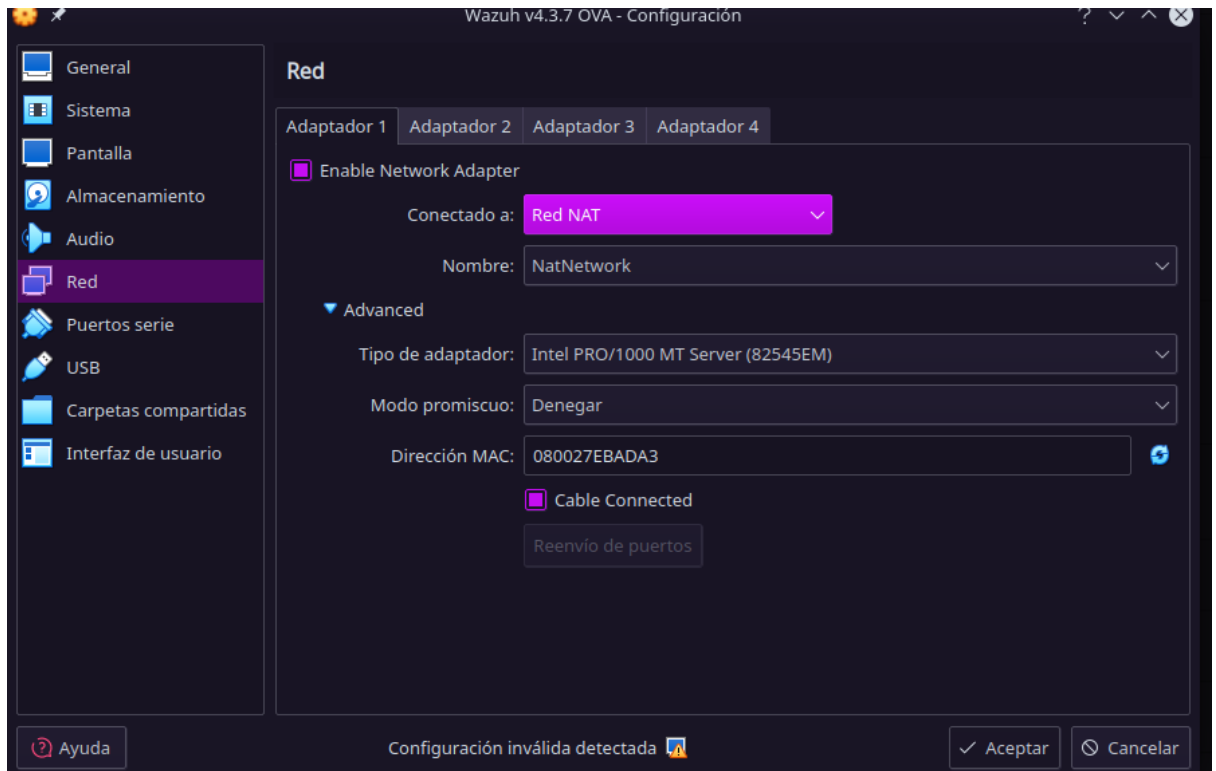 Wazuh v4.3.7 OVA - Configuración
General
Sistema
Pantalla
Almacenamiento
Audio
Red
Puertos serie
USB
Carpetas compartidas
Interfaz de usuario
Red
Adaptador 1 Adaptador 2 Adaptador 3 Adaptador 4
Enable Network Adapter
Conectado a: Red NAT
Nombre: NatNetwork
Advanced
Tipo de adaptador: Intel PRO/1000 MT Server (82545EM)
Modo promiscuo: Denegar
Dirección MAC: 080027EBADA3
Cable Connected
Reenvío de puertos
Ayuda
Configuración inválida detectada
Aceptar
Cancelar